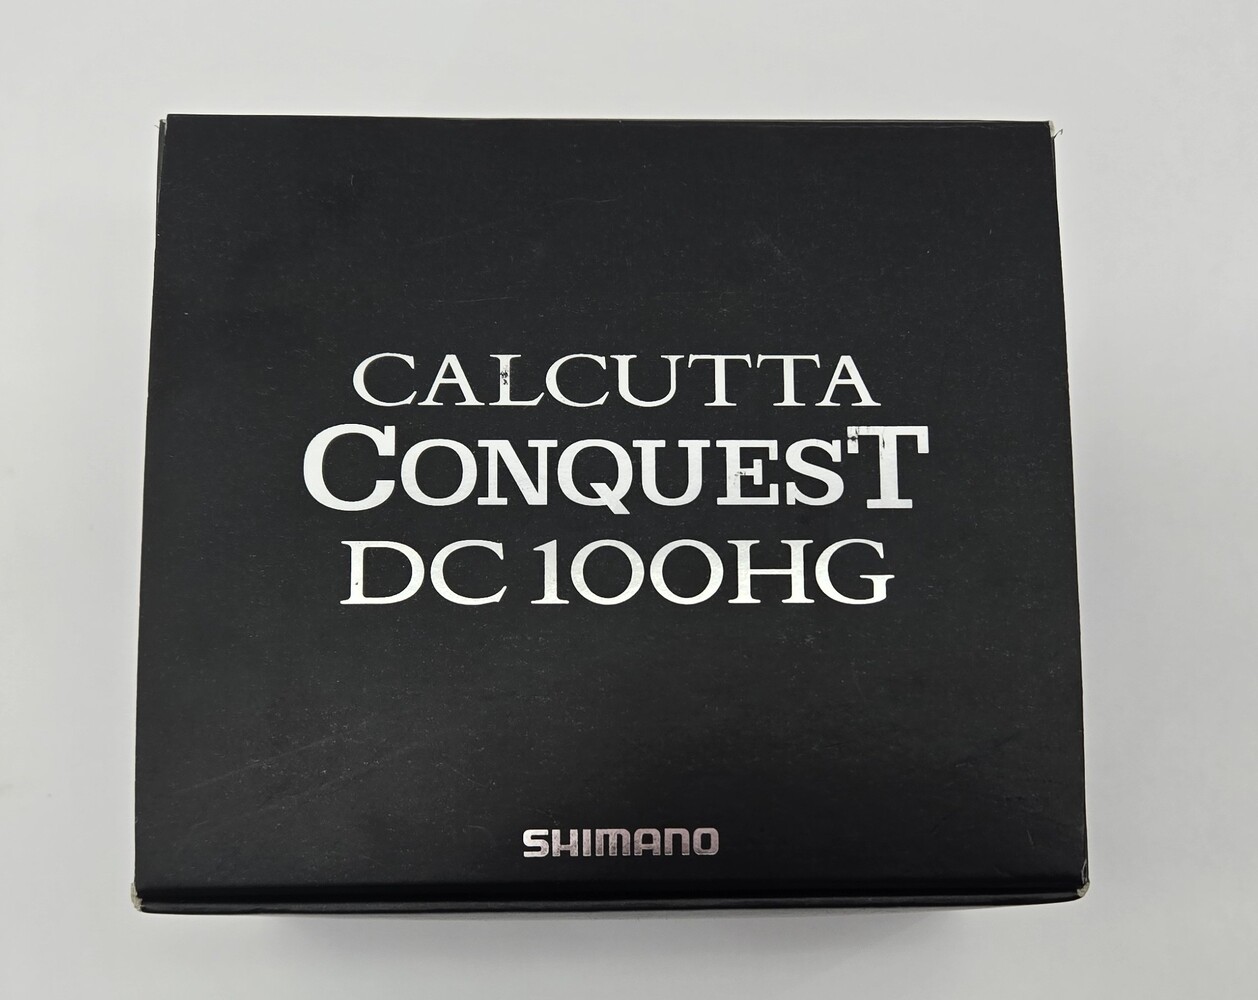 CALCUTTA
CONQUEST
DC 100HG
SHIMANO